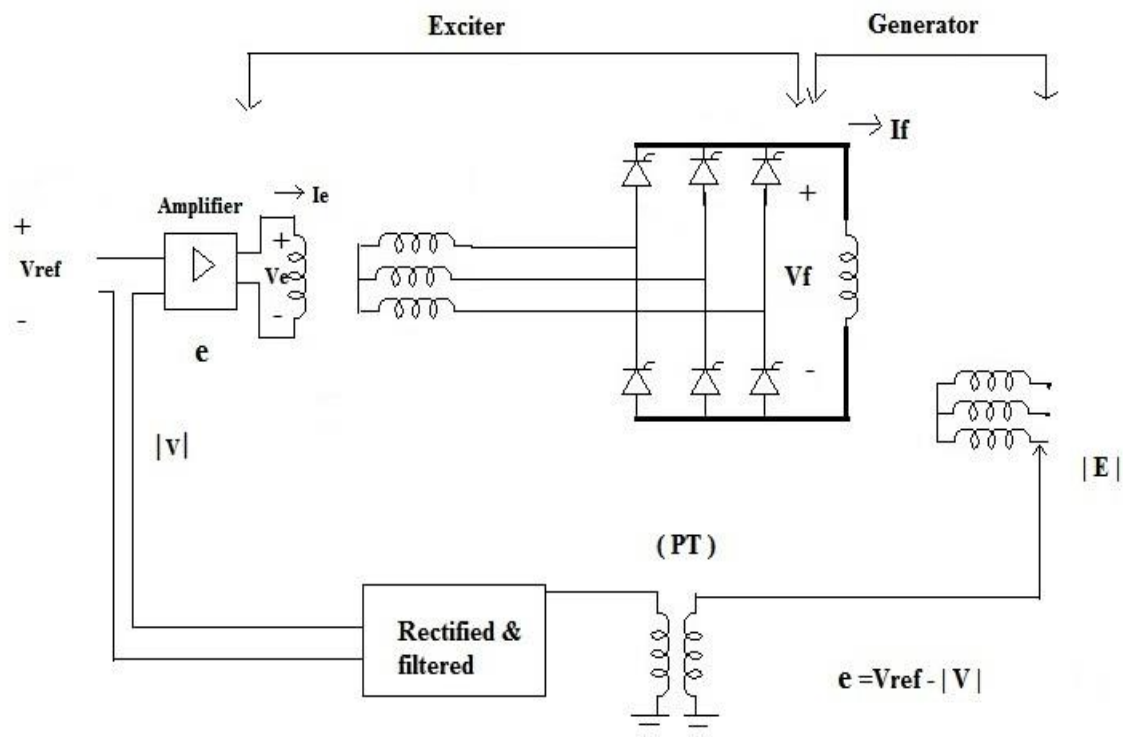 Exciter
Generator
If
Amplifier
Ie
+
Vref
-
+
Ve
-
+
Vf
-
e
|V|
| E |
( PT )
Rectified &
filtered
e =Vref - | V |